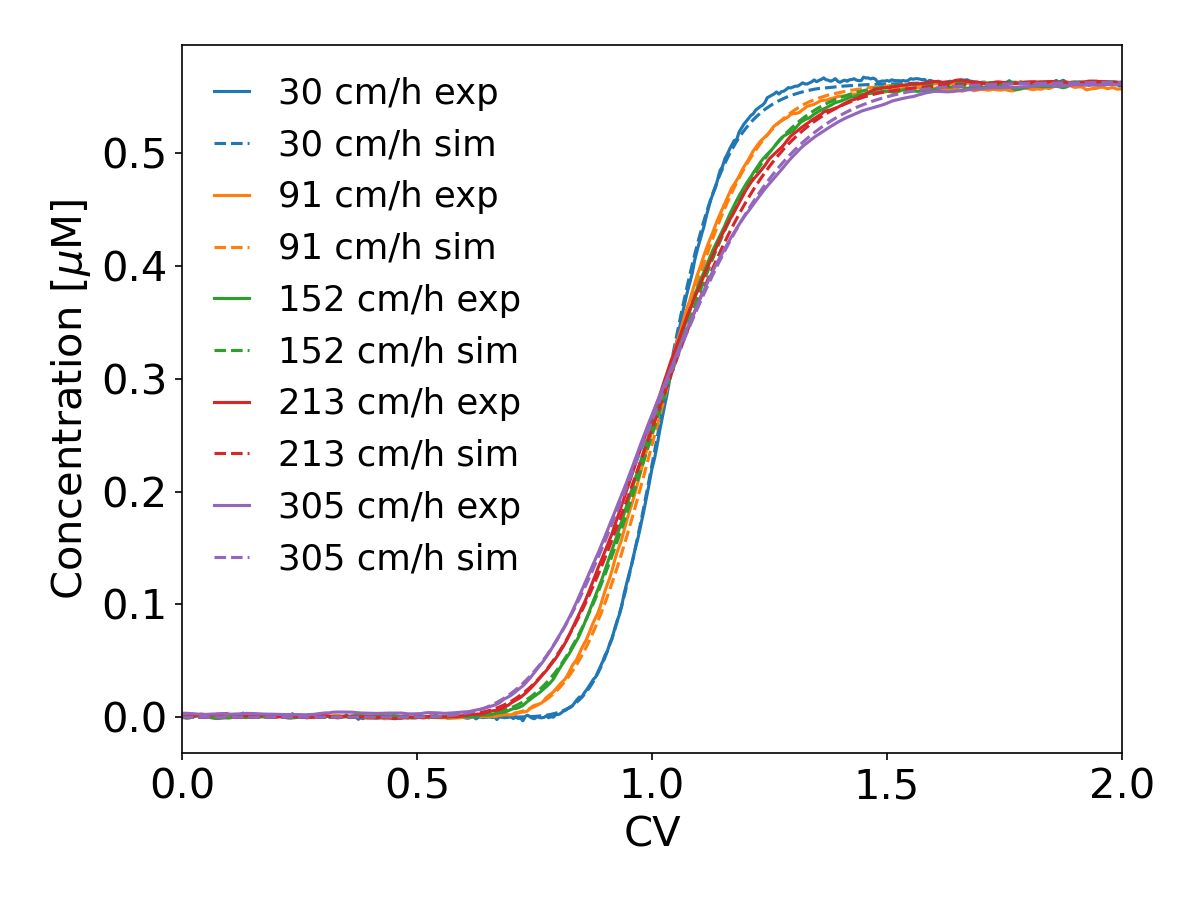 30 cm/h exp
30 cm/h sim
91 cm/h exp
91 cm/h sim
152 cm/h exp
152 cm/h sim
213 cm/h exp
213 cm/h sim
305 cm/h exp
305 cm/h sim
Concentration [μM]
0.5
0.4
0.3
0.2
0.1
0.0
0.0 0.5 1.0 1.5 2.0
CV